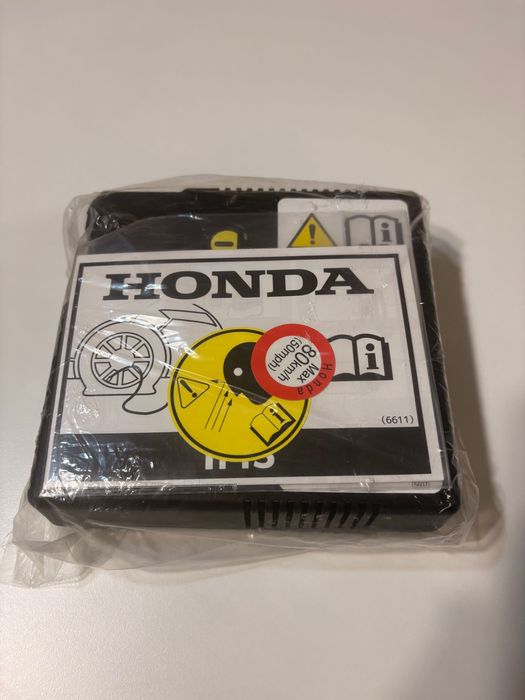 HONDA
Max
80km/h
(50mph)
Honda
(6611)